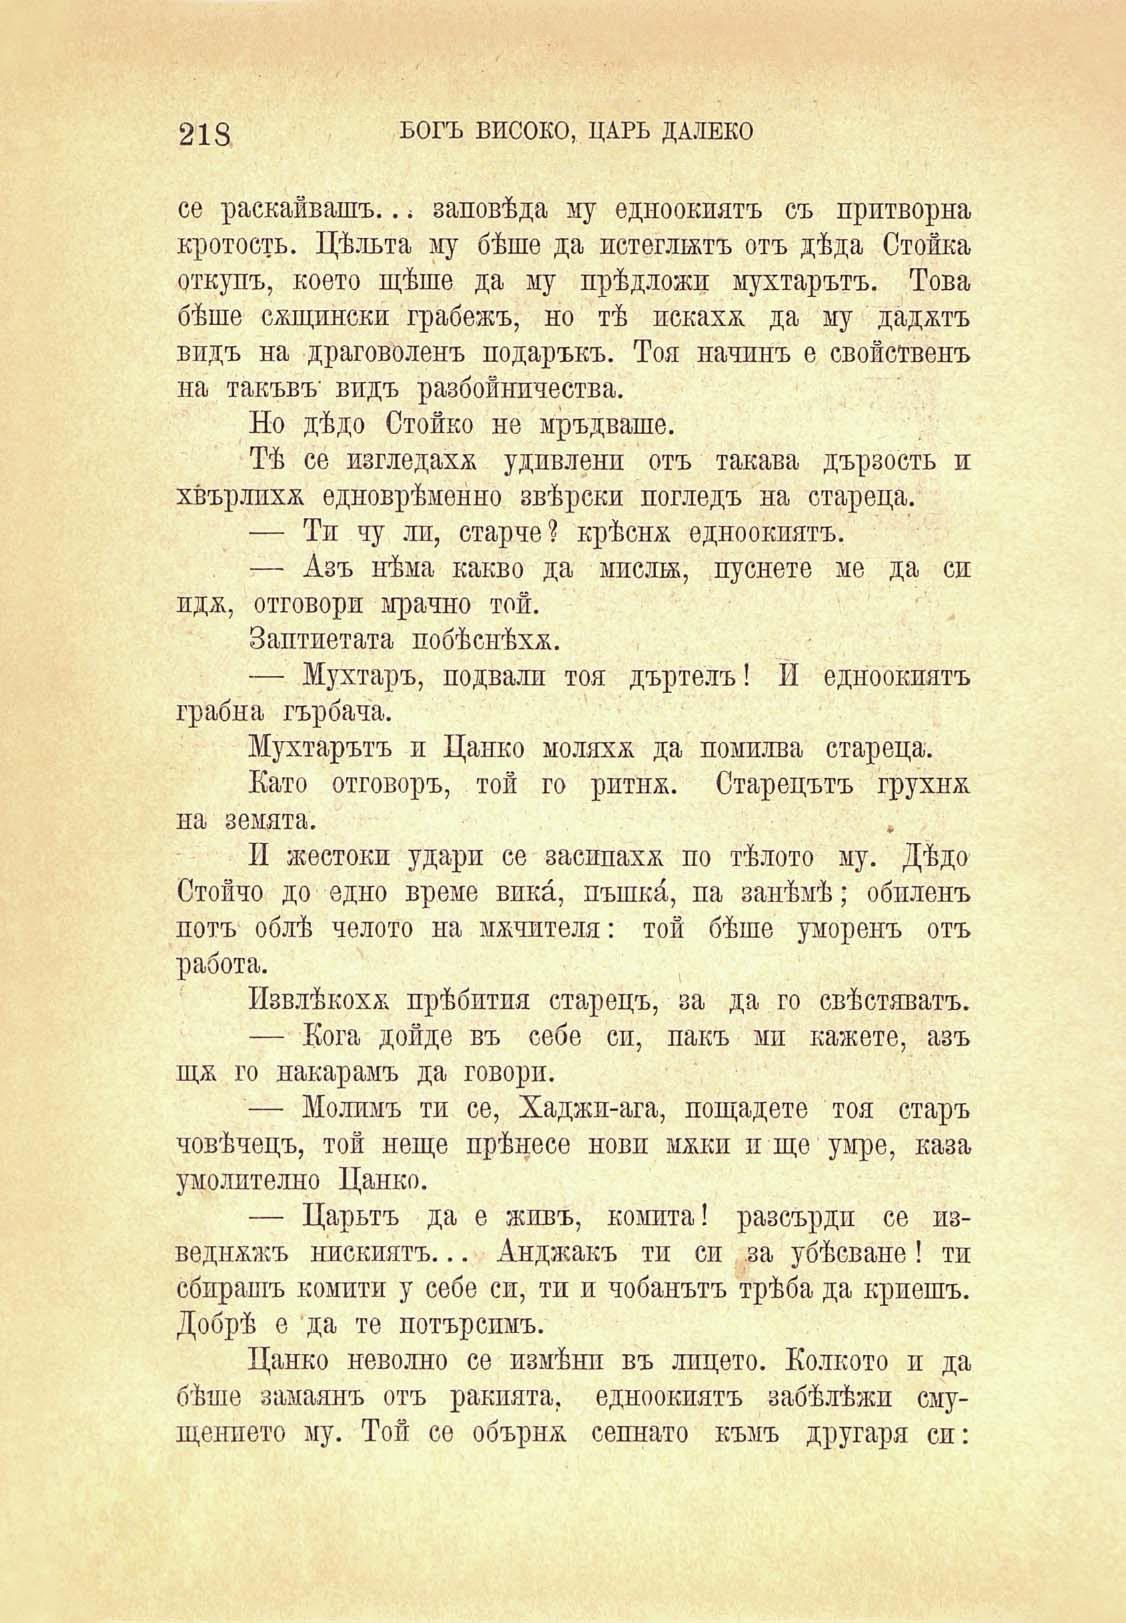 218 БОГЪ ВИСОКО, ЦАРЬ ДАЛЕКО
се раскайвашъ... заповѣда му едноокиятъ съ притворна
кротость. Цѣльта му бѣше да истеглѭтъ отъ дѣда Стойка
откупъ, което щѣше да му прѣдложи мухтарътъ. Това
бѣше сѫщински грабежъ, но тѣ искахѫ да му дадѫтъ
видъ на драговоленъ подаръкъ. Тоя начинъ е свойственъ
на такъвъ видъ разбойничества.
Но дѣдо Стойко не мръдваше.
Тѣ се изгледахѫ удивлени отъ такава дързость и
хвърлихѫ едноврѣменно звѣрски погледъ на стареца.
— Ти чу ли, старче? крѣснѫ едноокиятъ.
— Азъ нѣма какво да мислѭ, пуснете ме да си
идѫ, отговори мрачно той.
Заптиетата побѣснѣхѫ.
— Мухтаръ, подвали тоя дъртелъ! И едноокиятъ
грабна гърбача.
Мухтарътъ и Цанко моляхѫ да помилва стареца.
Като отговоръ, той го ритнѫ. Старецътъ грухнѫ
на земята.
И жестоки удари се засипахѫ по тѣлото му. Дѣдо
Стойчо до едно време вика́, пъшка́, па занѣмѣ; обиленъ
потъ облѣ челото на мѫчителя: той бѣше уморенъ отъ
работа.
Извлѣкохѫ прѣбития старецъ, за да го свѣстяватъ.
— Кога дойде въ себе си, пакъ ми кажете, азъ
щѫ го накарамъ да говори.
— Молимъ ти се, Хаджи-ага, пощадете тоя старъ
човѣчецъ, той неще прѣнесе нови мѫки и ще умре, каза
умолително Цанко.
— Царьтъ да е живъ, комита! разсърди се из-
веднѫжъ нискиятъ... Анджакъ ти си за убѣсване! ти
сбирашъ комити у себе си, ти и чобанътъ трѣба да криешъ.
Добрѣ е да те потърсимъ.
Цанко неволно се измѣни въ лицето. Колкото и да
бѣше замаянъ отъ ракията, едноокиятъ забѣлѣжи сму-
щението му. Той се обърнѫ сепнато къмъ другаря си: